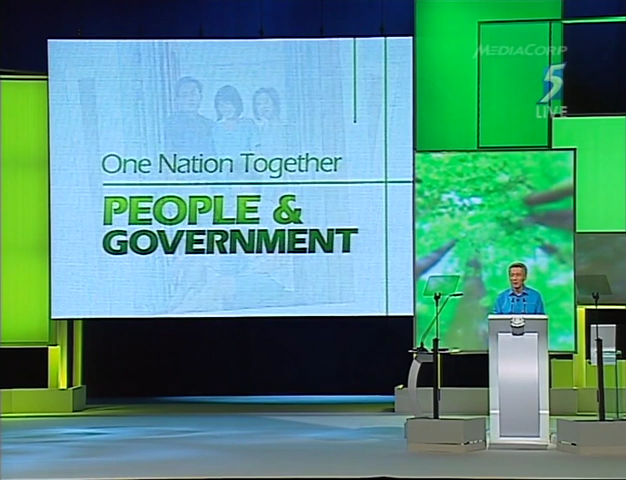 MEDIACORP
5
LIVE
One Nation Together
PEOPLE &
GOVERNMENT